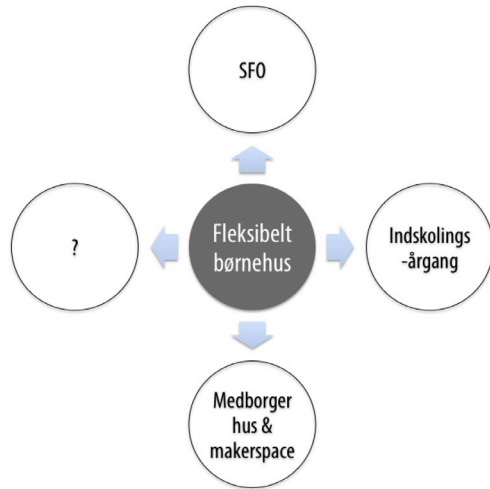 SFO
?
Fleksibelt
børnehus
Indskolings
-årgang
Medborger
hus &
makerspace